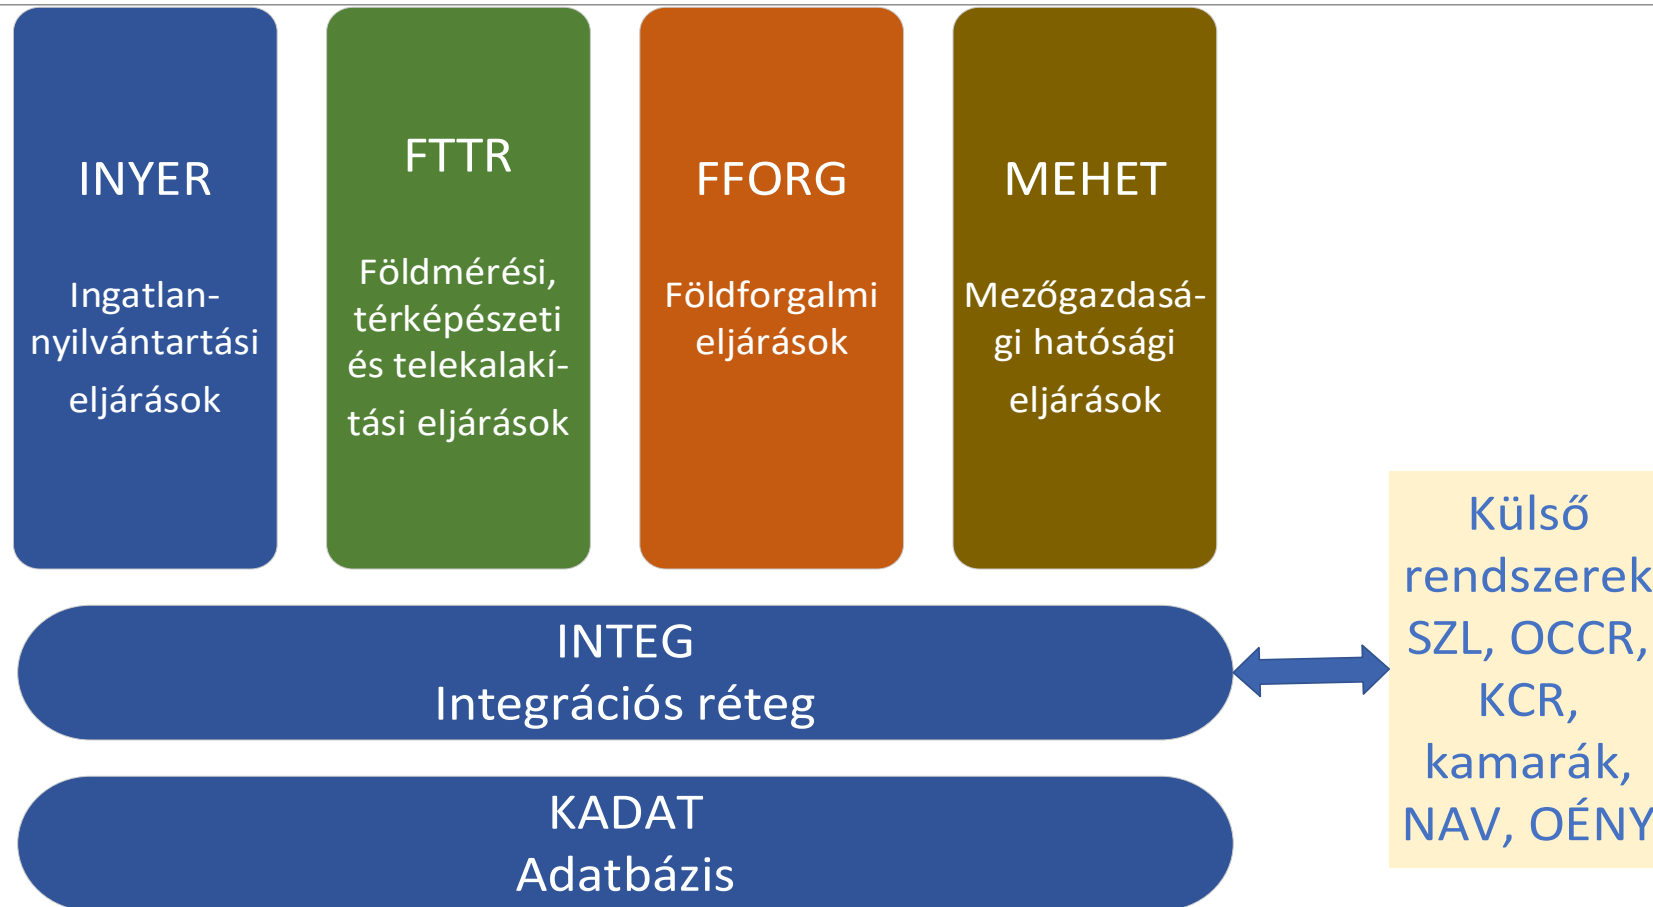 INYER
Ingatlan-
nyilvántartási
eljárások
FTTR
Földmérési,
térképészeti
és telekalakí-
tási eljárások
FFORG
Földforgalmi
eljárások
MEHET
Mezőgazdasá-
gi hatósági
eljárások
INTEG
Integrációs réteg
KADAT
Adatbázis
Külső
rendszerek
SZL, OCCR,
KCR,
kamarák,
NAV, OÉNY